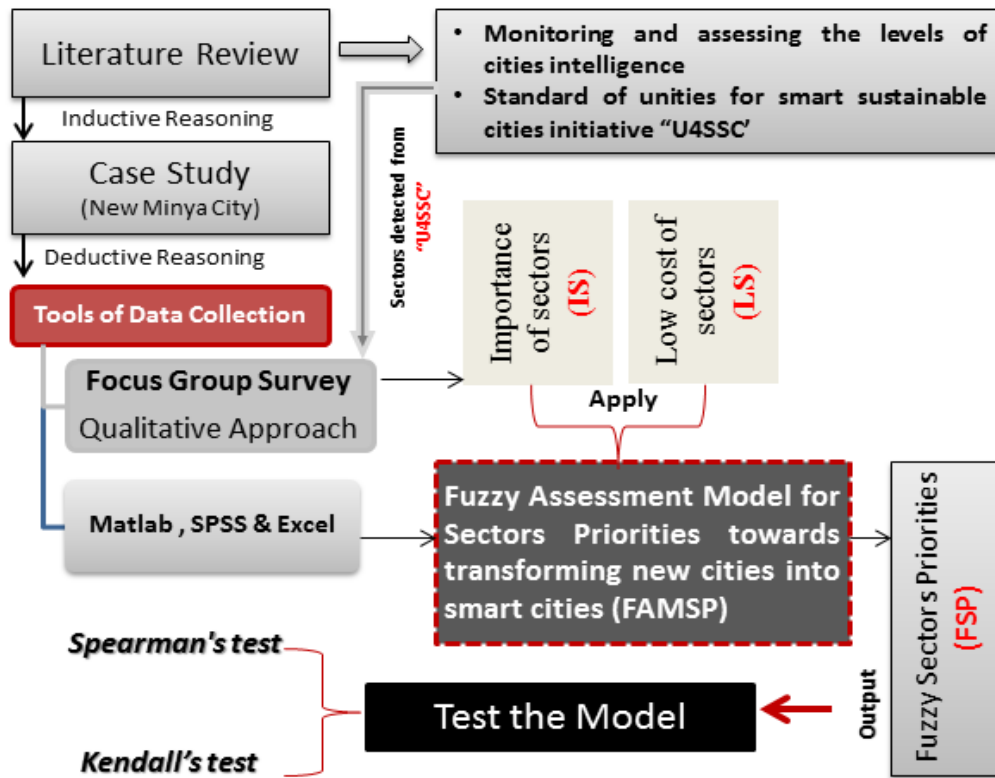 Literature Review
• Monitoring and assessing the levels of
cities intelligence
• Standard of unities for smart sustainable
cities initiative “U4SSC’
Inductive Reasoning
Case Study
(New Minya City)
Deductive Reasoning
Sectors detected from
“U4SSC”
Tools of Data Collection
Focus Group Survey
Qualitative Approach
Importance
of sectors
(IS)
Low cost of
sectors
(LS)
Apply
Matlab , SPSS & Excel
Fuzzy Assessment Model for
Sectors Priorities towards
transforming new cities into
smart cities (FAMSP)
Fuzzy Sectors Priorities
(FSP)
Output
Test the Model
Spearman's test
Kendall’s test